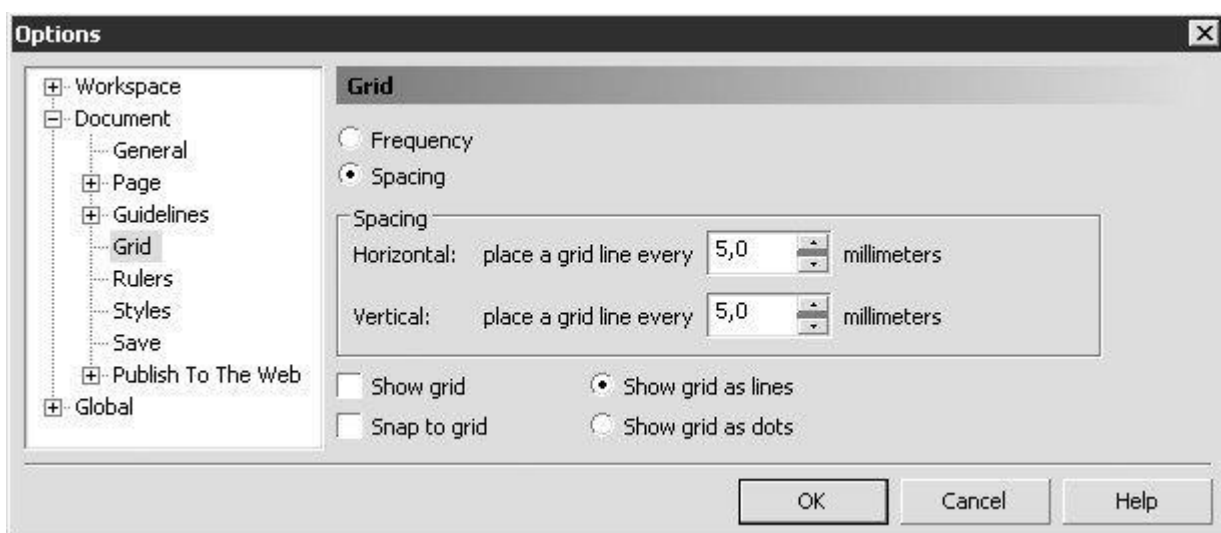 Options
Workspace
Document
General
Page
Guidelines
Grid
Rulers
Styles
Save
Publish To The Web
Global
Grid
Frequency
Spacing
Spacing
Horizontal: place a grid line every 5,0 millimeters
Vertical: place a grid line every 5,0 millimeters
Show grid Show grid as lines
Snap to grid Show grid as dots
OK Cancel Help